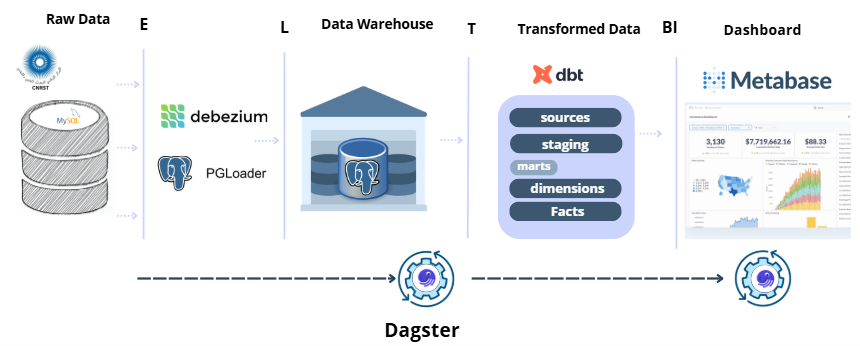 Raw Data
E
L
Data Warehouse
T
Transformed Data
BI
Dashboard
CNRST
MySQL
debezium
PGLoader
dbt
sources
staging
marts
dimensions
Facts
Metabase
3,130
$7,719,662.16
$88.33
Dagster